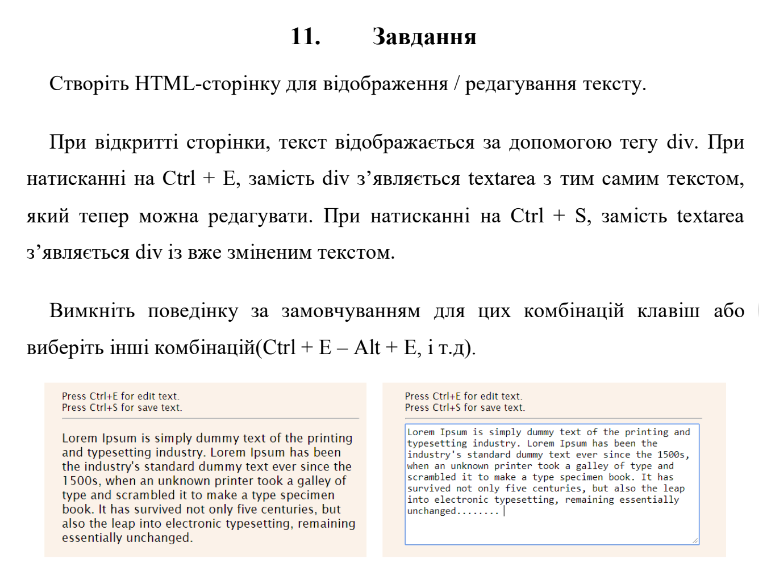 11. Завдання
Створіть HTML-сторінку для відображення / редагування тексту.
При відкритті сторінки, текст відображається за допомогою тегу div. При
натисканні на Ctrl + E, замість div з’являється textarea з тим самим текстом,
який тепер можна редагувати. При натисканні на Ctrl + S, замість textarea
з’являється div із вже зміненим текстом.
Вимкніть поведінку за замовчуванням для цих комбінацій клавіш або
виберіть інші комбінацій(Ctrl + E – Alt + E, і т.д).
Press Ctrl+E for edit text.
Press Ctrl+S for save text.
Lorem Ipsum is simply dummy text of the printing
and typesetting industry. Lorem Ipsum has been
the industry's standard dummy text ever since the
1500s, when an unknown printer took a galley of
type and scrambled it to make a type specimen
book. It has survived not only five centuries, but
also the leap into electronic typesetting, remaining
essentially unchanged.
Press Ctrl+E for edit text.
Press Ctrl+S for save text.
Lorem Ipsum is simply dummy text of the printing and
typesetting industry. Lorem Ipsum has been the
industry's standard dummy text ever since the 1500s,
when an unknown printer took a galley of type and
scrambled it to make a type specimen book. It has
survived not only five centuries, but also the leap
into electronic typesetting, remaining essentially
unchanged........